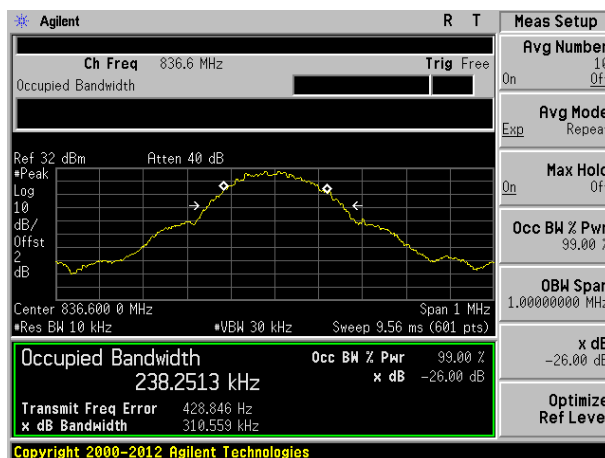 Agilent R T Meas Setup
Ch Freq 836.6 MHz Trig Free
Occupied Bandwidth
Avg Number
10
On Off
Avg Mode
Exp Repeat
Max Hold
On Off
Occ BW % Pwr
99.00 %
OBW Span
1.00000000 MHz
x dB
-26.00 dB
Optimize
Ref Level
Ref 32 dBm Atten 40 dB
#Peak
Log
10
dB/
Offst
2
dB
Center 836.600 0 MHz Span 1 MHz
#Res BW 10 kHz #VBW 30 kHz Sweep 9.56 ms (601 pts)
Occupied Bandwidth Occ BW % Pwr 99.00 %
238.2513 kHz x dB -26.00 dB
Transmit Freq Error 428.846 Hz
x dB Bandwidth 310.559 kHz
Copyright 2000-2012 Agilent Technologies